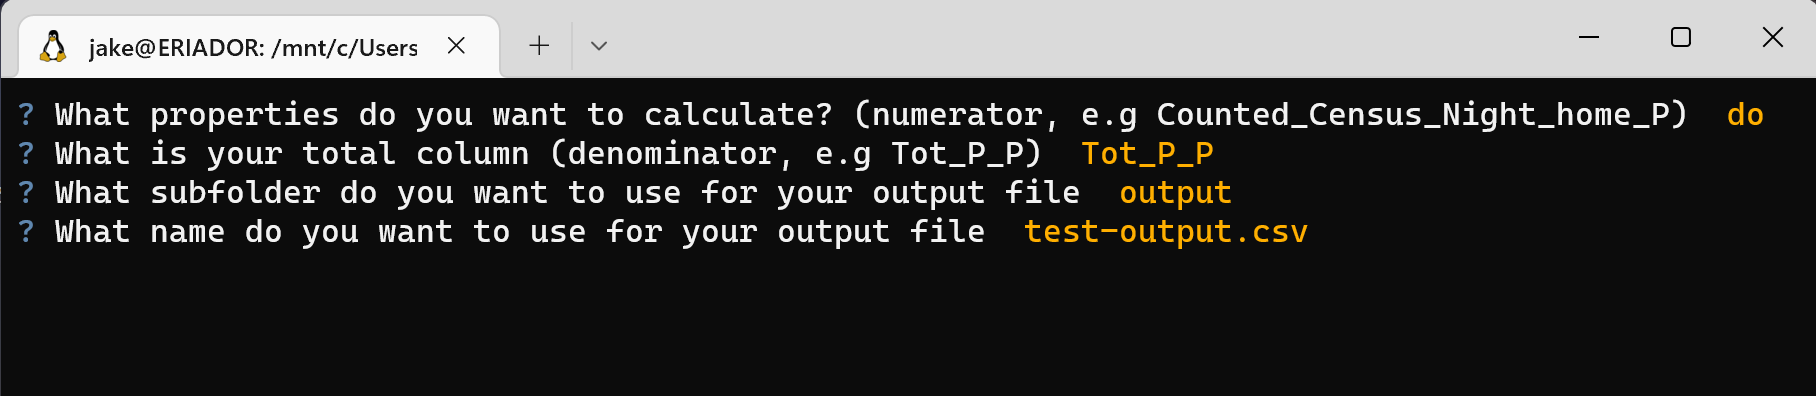 jake@ERIADOR: /mnt/c/Users
? What properties do you want to calculate? (numerator, e.g Counted_Census_Night_home_P)  do
? What is your total column (denominator, e.g Tot_P_P)  Tot_P_P
? What subfolder do you want to use for your output file  output
? What name do you want to use for your output file  test-output.csv